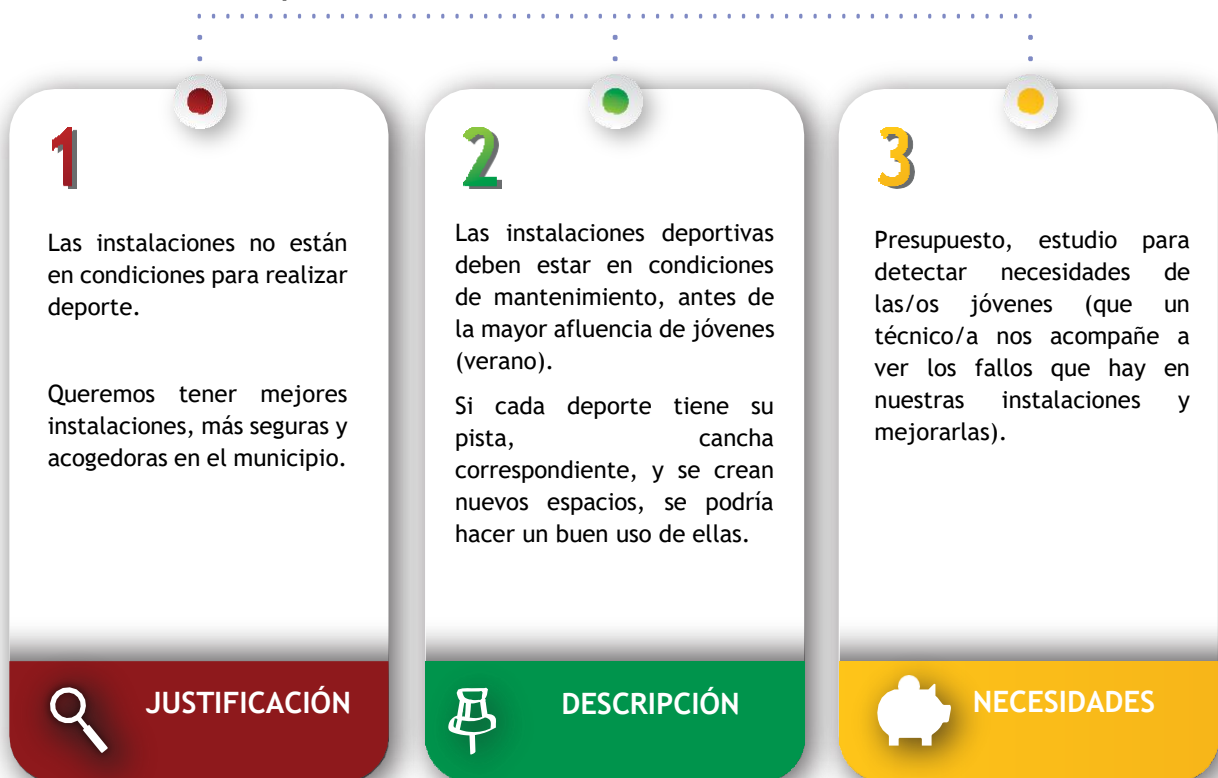 1
Las instalaciones no están
en condiciones para realizar
deporte.
Queremos tener mejores
instalaciones, más seguras y
acogedoras en el municipio.
JUSTIFICACIÓN
2
Las instalaciones deportivas
deben estar en condiciones
de mantenimiento, antes de
la mayor afluencia de jóvenes
(verano).
Si cada deporte tiene su
pista, cancha
correspondiente, y se crean
nuevos espacios, se podría
hacer un buen uso de ellas.
DESCRIPCIÓN
3
Presupuesto, estudio para
detectar necesidades de
las/os jóvenes (que un
técnico/a nos acompañe a
ver los fallos que hay en
nuestras instalaciones y
mejorarlas).
NECESIDADES